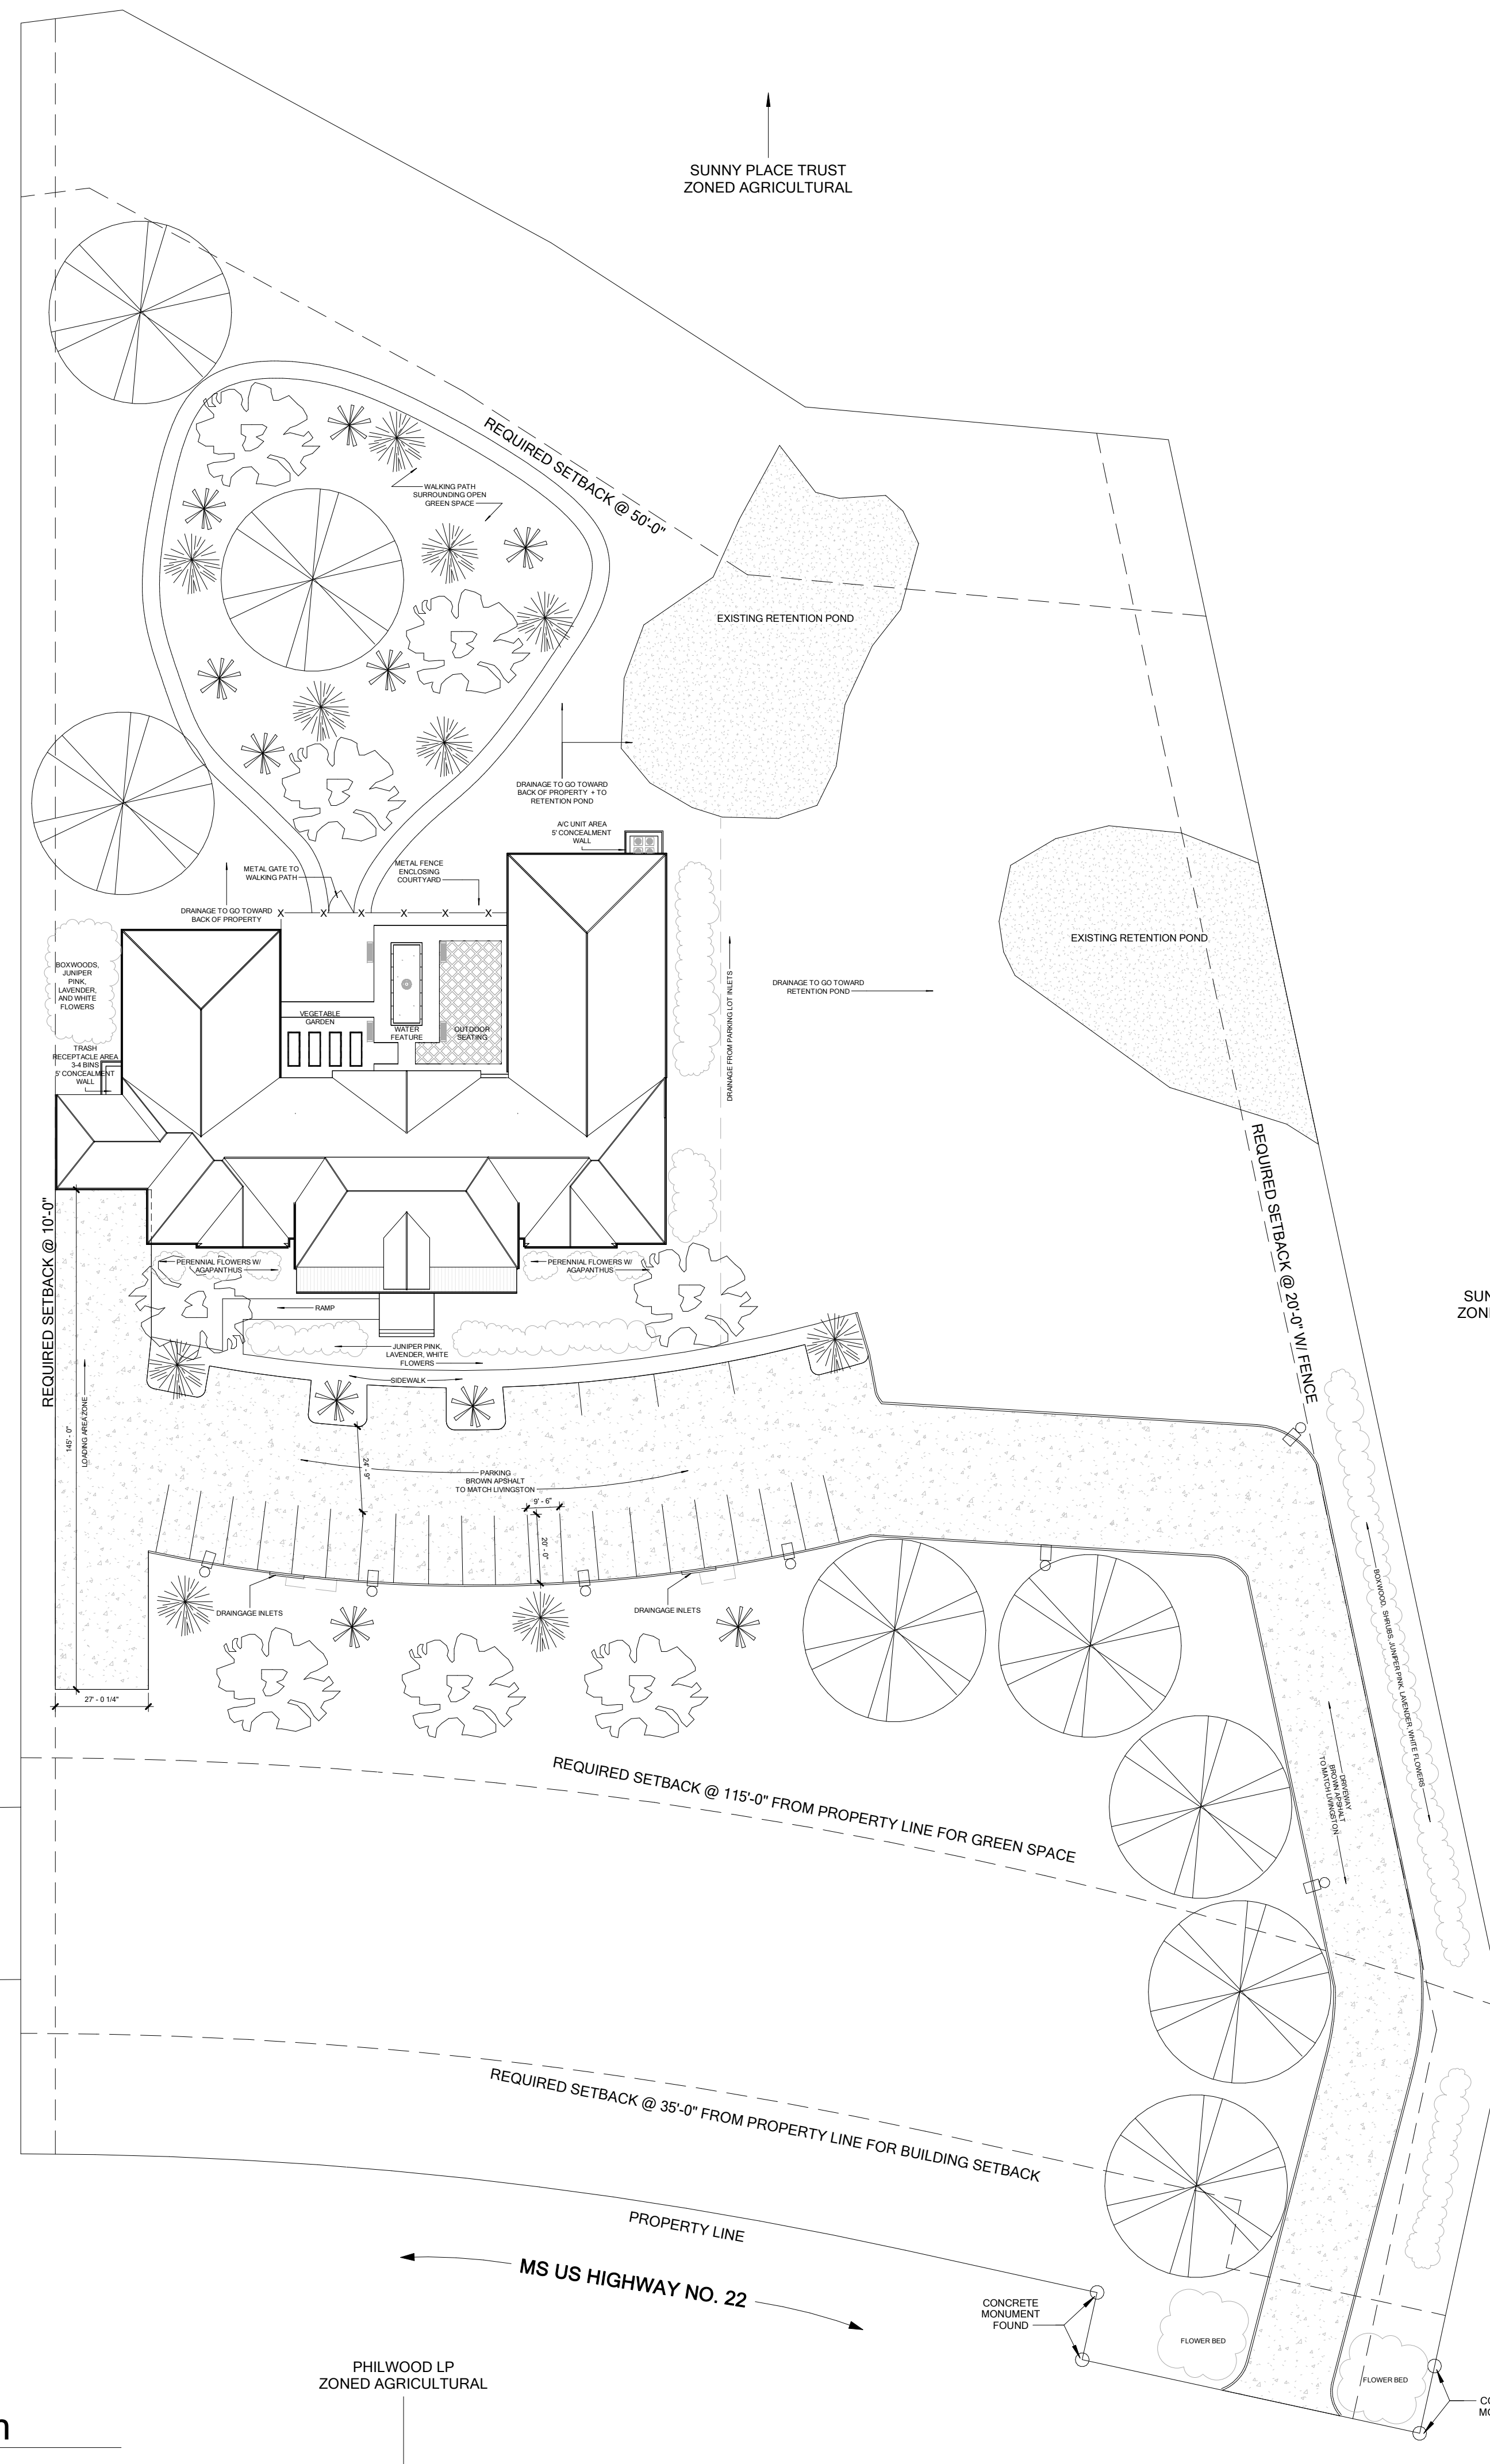 SUNNY PLACE TRUST
ZONED AGRICULTURAL
REQUIRED SETBACK @ 50'-0"
WALKING PATH
SURROUNDING OPEN
GREEN SPACE
EXISTING RETENTION POND
DRAINAGE TO GO TOWARD
BACK OF PROPERTY + TO
RETENTION POND
A/C UNIT AREA
5' CONCEALMENT
WALL
METAL GATE TO
WALKING PATH
METAL FENCE
ENCLOSING
COURTYARD
DRAINAGE TO GO TOWARD
BACK OF PROPERTY
X X X X X X
EXISTING RETENTION POND
BOXWOODS,
JUNIPER
PINK,
LAVENDER,
AND WHITE
FLOWERS
DRAINAGE TO GO TOWARD
RETENTION POND
DRAINAGE FROM PARKING LOT INLETS
VEGETABLE
GARDEN
WATER
FEATURE
OUTDOOR
SEATING
TRASH
RECEPTACLE AREA
3-4 BINS
5' CONCEALMENT
WALL
REQUIRED SETBACK @ 10'-0"
REQUIRED SETBACK @ 20'-0" W/ FENCE
PERENNIAL FLOWERS W/
AGAPANTHUS
PERENNIAL FLOWERS W/
AGAPANTHUS
RAMP
JUNIPER PINK,
LAVENDER, WHITE
FLOWERS
SIDEWALK
SUN
ZON
145' - 0"
LOADING AREA ZONE
24' - 9"
PARKING
BROWN APSHALT
TO MATCH LIVINGSTON
9' - 6"
20' - 0"
DRAINGAGE INLETS
DRAINGAGE INLETS
27' - 0 1/4"
BOXWOOD, SHRUBS, JUNIPER PINK, LAVENDER, WHITE FLOWERS
DRIVEWAY
BROWN APSHALT
TO MATCH LIVINGSTON
REQUIRED SETBACK @ 115'-0" FROM PROPERTY LINE FOR GREEN SPACE
REQUIRED SETBACK @ 35'-0" FROM PROPERTY LINE FOR BUILDING SETBACK
PROPERTY LINE
MS US HIGHWAY NO. 22
CONCRETE
MONUMENT
FOUND
FLOWER BED
FLOWER BED
PHILWOOD LP
ZONED AGRICULTURAL